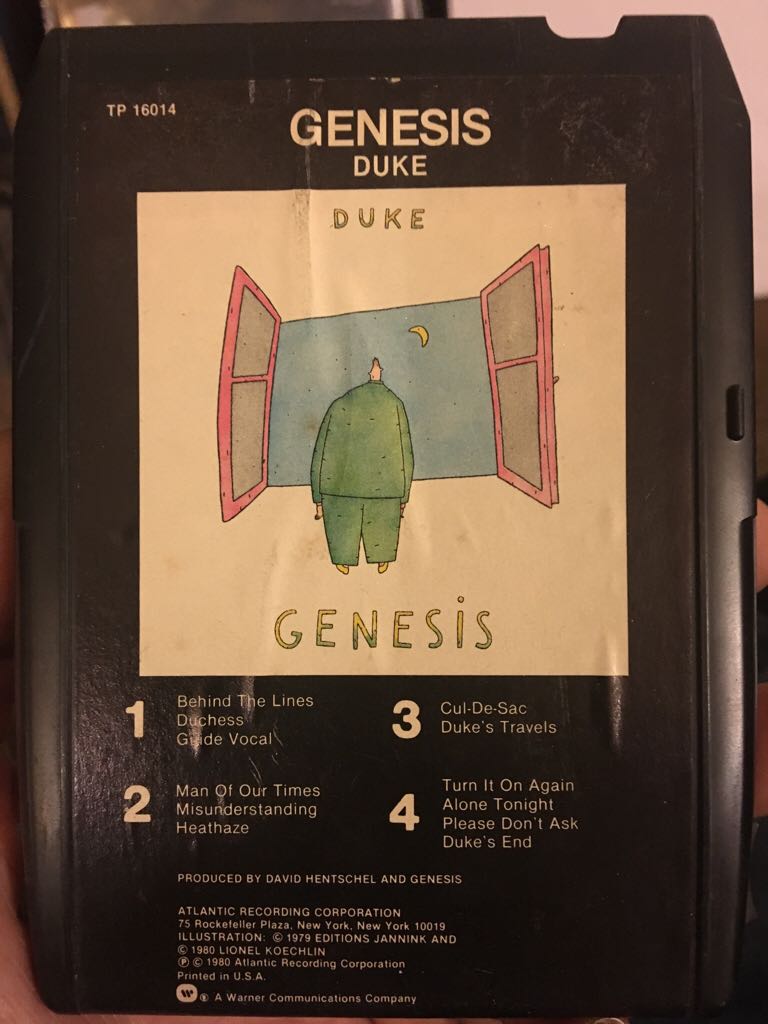 TP 16014
GENESIS
DUKE
DUKE
GENESiS
1
Behind The Lines
Duchess
Guide Vocal
2
Man Of Our Times
Misunderstanding
Heathaze
3
Cul-De-Sac
Duke's Travels
4
Turn It On Again
Alone Tonight
Please Don't Ask
Duke's End
PRODUCED BY DAVID HENTSCHEL AND GENESIS
ATLANTIC RECORDING CORPORATION
75 Rockefeller Plaza, New York, New York 10019
ILLUSTRATION: © 1979 EDITIONS JANNINK AND
© 1980 LIONEL KOECHLIN
℗ © 1980 Atlantic Recording Corporation
Printed in U.S.A.
W ® A Warner Communications Company